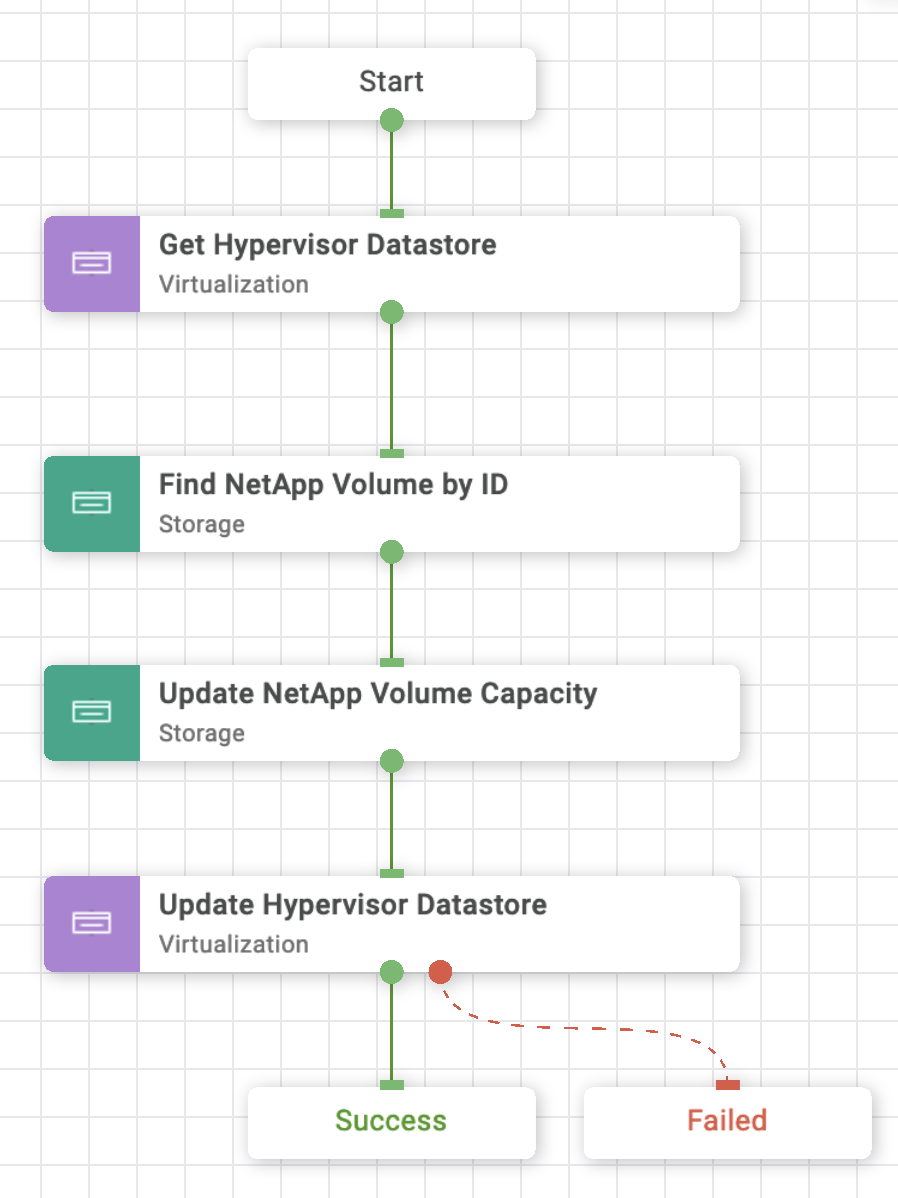 Start
Get Hypervisor Datastore
Virtualization
Find NetApp Volume by ID
Storage
Update NetApp Volume Capacity
Storage
Update Hypervisor Datastore
Virtualization
Success
Failed